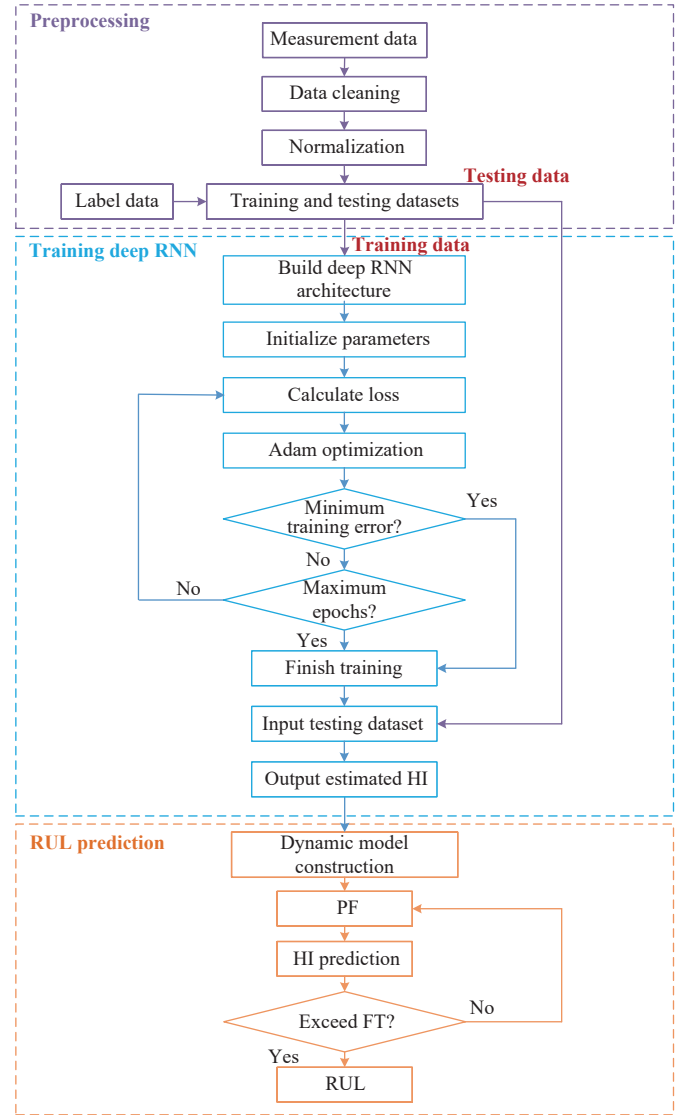 Preprocessing
Measurement data
Data cleaning
Normalization
Testing data
Label data
Training and testing datasets
Training deep RNN
Training data
Build deep RNN
architecture
Initialize parameters
Calculate loss
Adam optimization
Minimum
training error?
Yes
No
No
Maximum
epochs?
Yes
Finish training
Input testing dataset
Output estimated HI
RUL prediction
Dynamic model
construction
PF
HI prediction
Exceed FT?
No
Yes
RUL